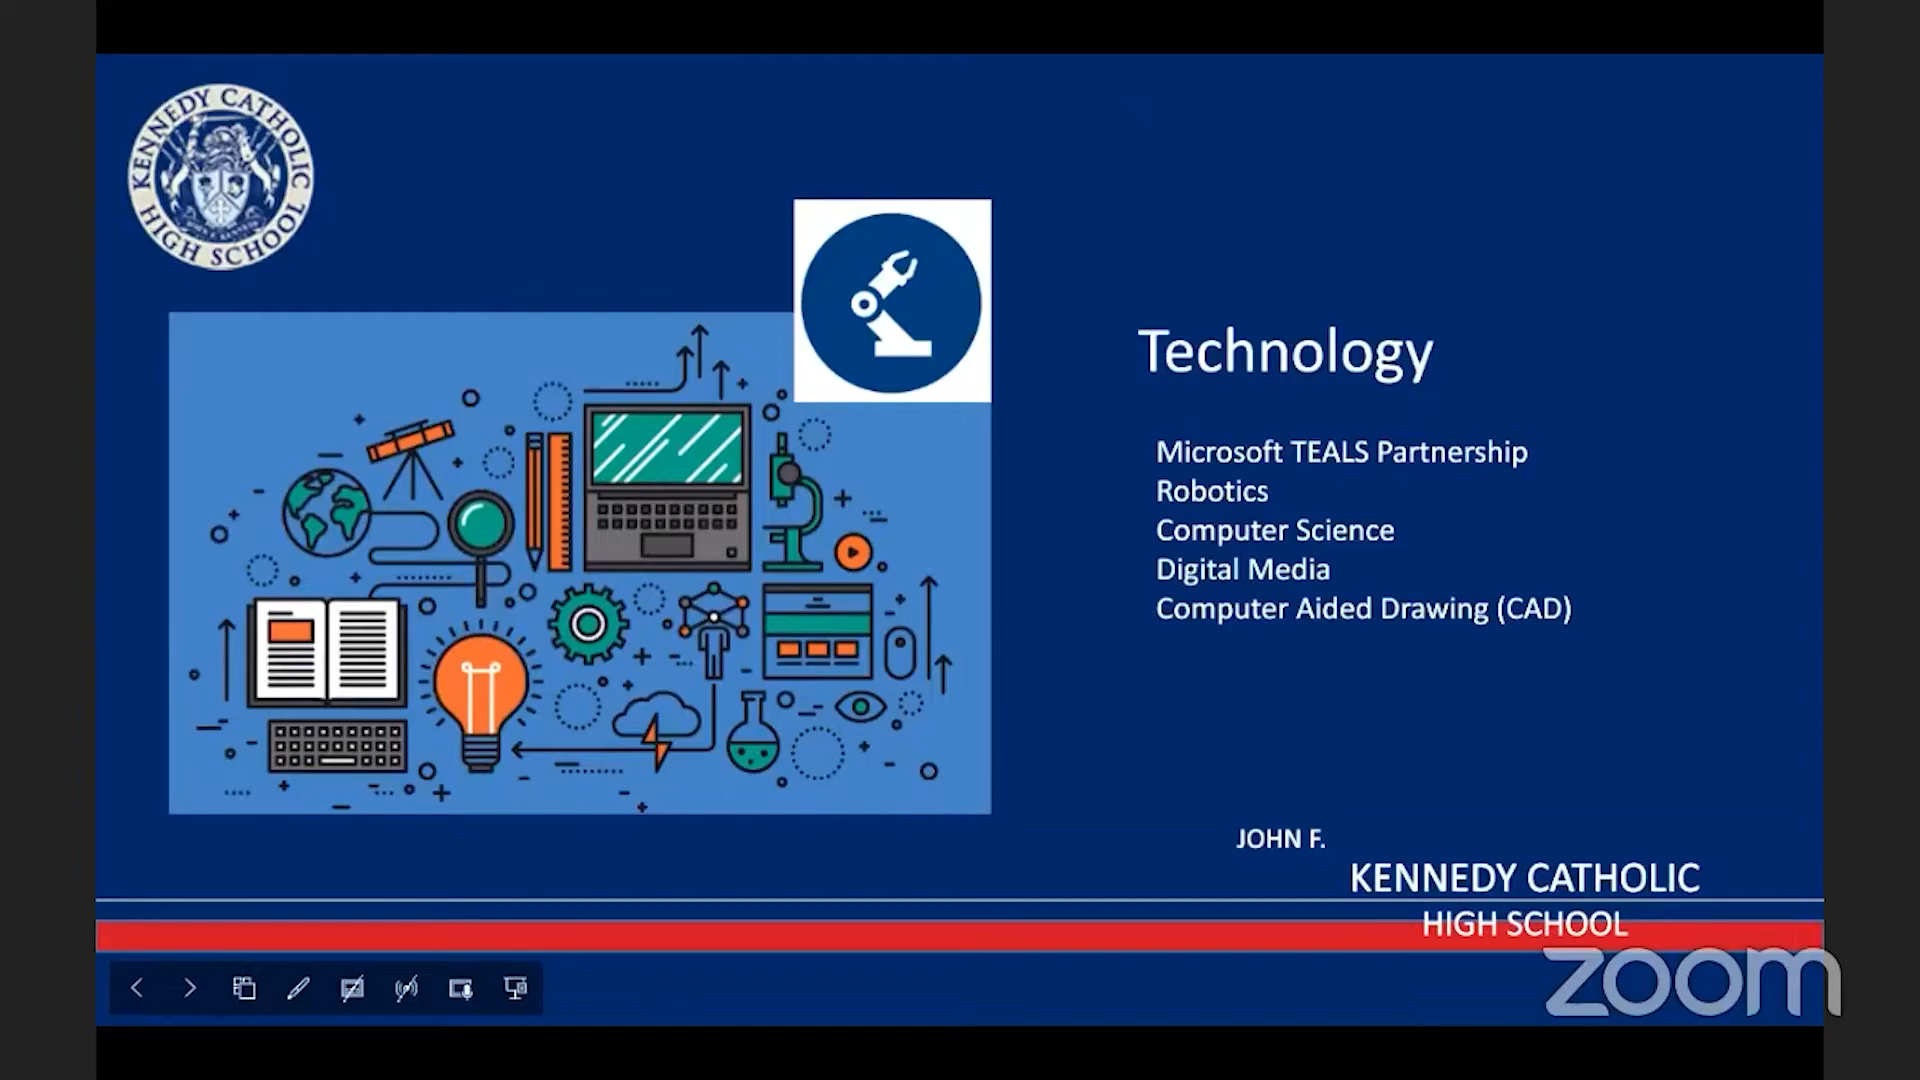 KENNEDY CATHOLIC
HIGH SCHOOL
Technology
Microsoft TEALS Partnership
Robotics
Computer Science
Digital Media
Computer Aided Drawing (CAD)
JOHN F.
KENNEDY CATHOLIC
HIGH SCHOOL
zoom